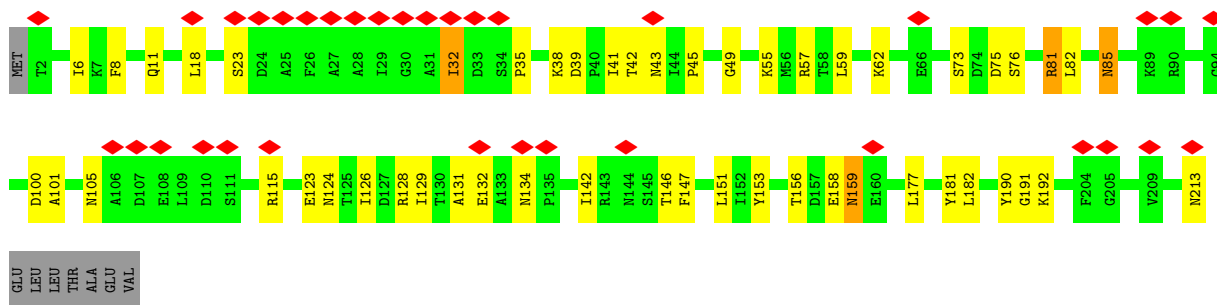 MET T2 I6 K7 F8 Q11 L18 S23 D24 A25 F26 A27 A28 I29 G30 A31 I32 D33 S34 P35 K38 D39 P40 I41 T42 N43 I44 P45 G49 K55 M56 R57 T58 L59 K62 E66 S73 D74 D75 S76 R81 L82 N85 K89 R90
D100 A101 N105 A106 D107 E108 L109 D110 S111 R115 E123 N124 T125 I126 D127 R128 I129 T130 A131 E132 A133 N134 P135 I142 R143 N144 S145 T146 F147 L151 I152 Y153 T156 D157 E158 N159 E160 L177 Y181 L182 Y190 G191 K192 F204 G205 V209 N213
GLU LEU LEU THR ALA GLU VAL